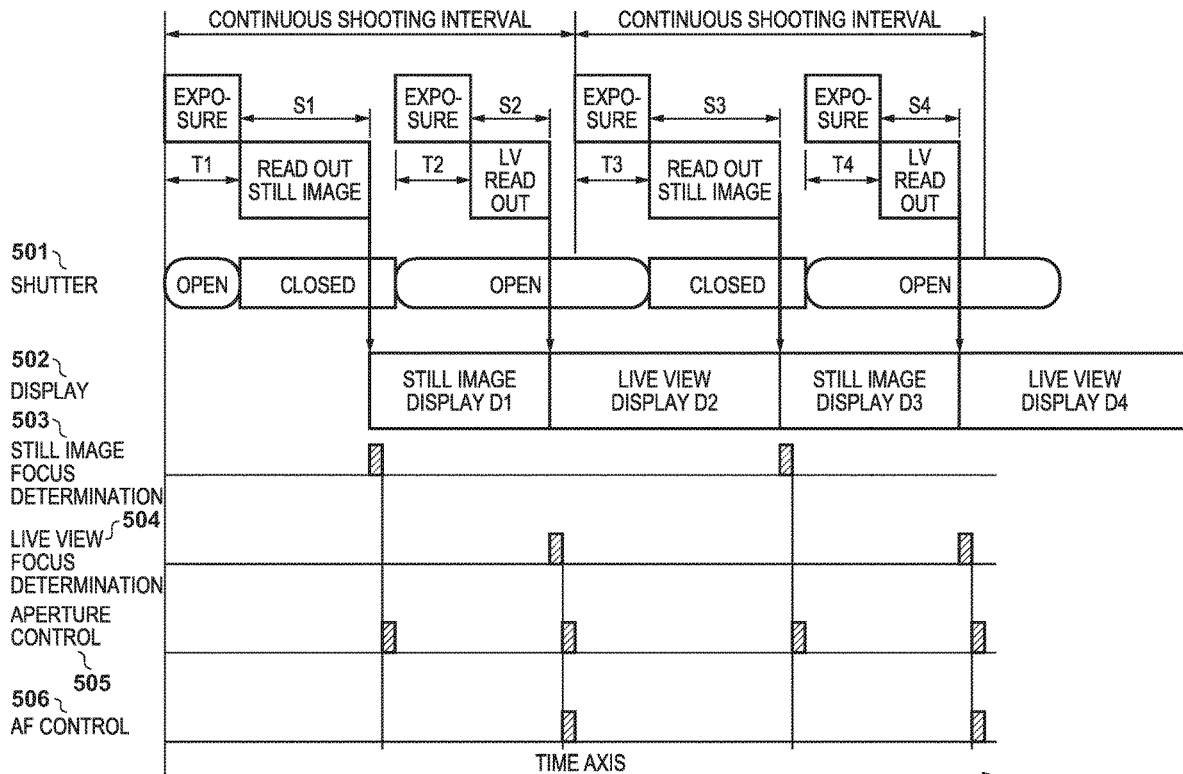 CONTINUOUS SHOOTING INTERVAL
CONTINUOUS SHOOTING INTERVAL
EXPO-
SURE
S1
EXPO-
SURE
S2
EXPO-
SURE
S3
EXPO-
SURE
S4
T1
READ OUT
STILL IMAGE
T2
LV
READ
OUT
T3
READ OUT
STILL IMAGE
T4
LV
READ
OUT
501
SHUTTER
OPEN
CLOSED
OPEN
CLOSED
OPEN
502
DISPLAY
STILL IMAGE
DISPLAY D1
LIVE VIEW
DISPLAY D2
STILL IMAGE
DISPLAY D3
LIVE VIEW
DISPLAY D4
503
STILL IMAGE
FOCUS
DETERMINATION
504
LIVE VIEW
FOCUS
DETERMINATION
APERTURE
CONTROL
505
506
AF CONTROL
TIME AXIS